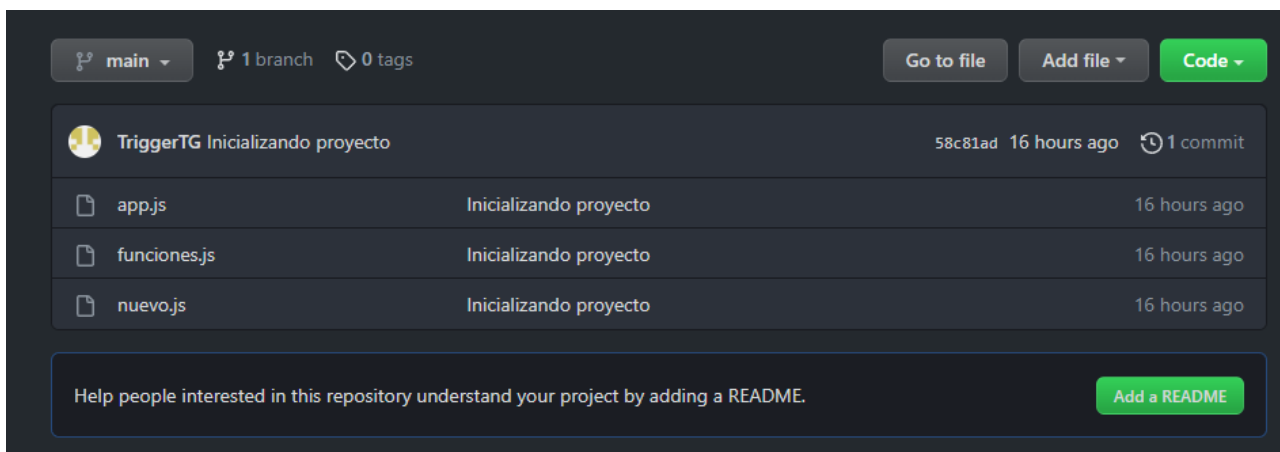 main 1 branch 0 tags Go to file Add file Code
TriggerTG Inicializando proyecto 58c81ad 16 hours ago 1 commit
app.js Inicializando proyecto 16 hours ago
funciones.js Inicializando proyecto 16 hours ago
nuevo.js Inicializando proyecto 16 hours ago
Help people interested in this repository understand your project by adding a README. Add a README